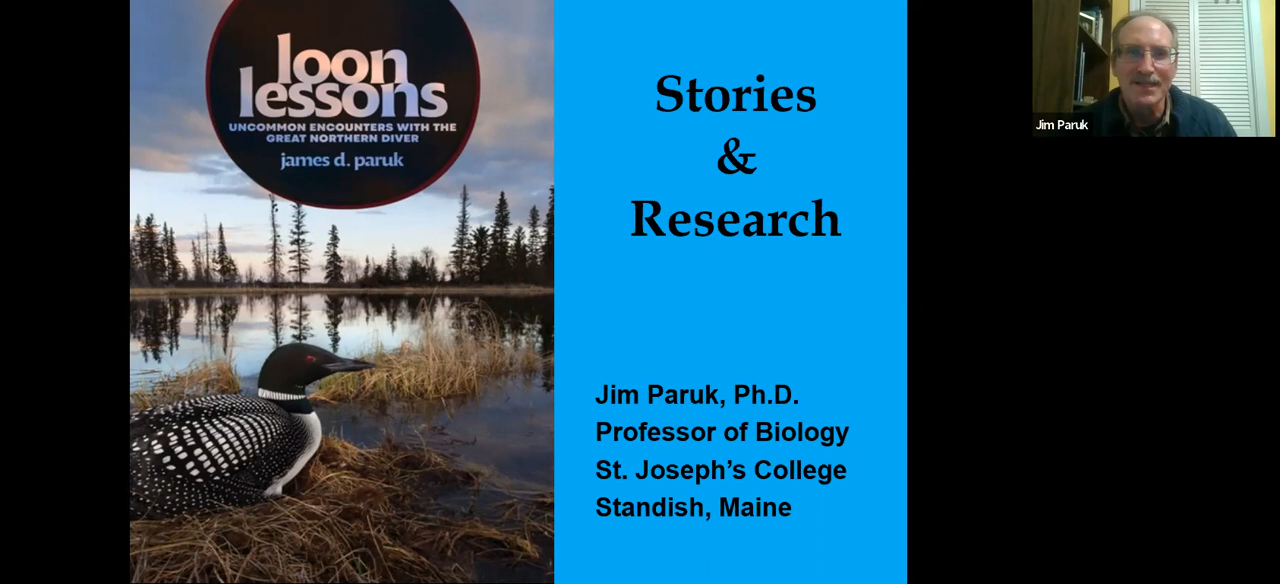 loon
lessons
UNCOMMON ENCOUNTERS WITH THE
GREAT NORTHERN DIVER
james d. paruk
Stories
&
Research
Jim Paruk, Ph.D.
Professor of Biology
St. Joseph’s College
Standish, Maine
Jim Paruk